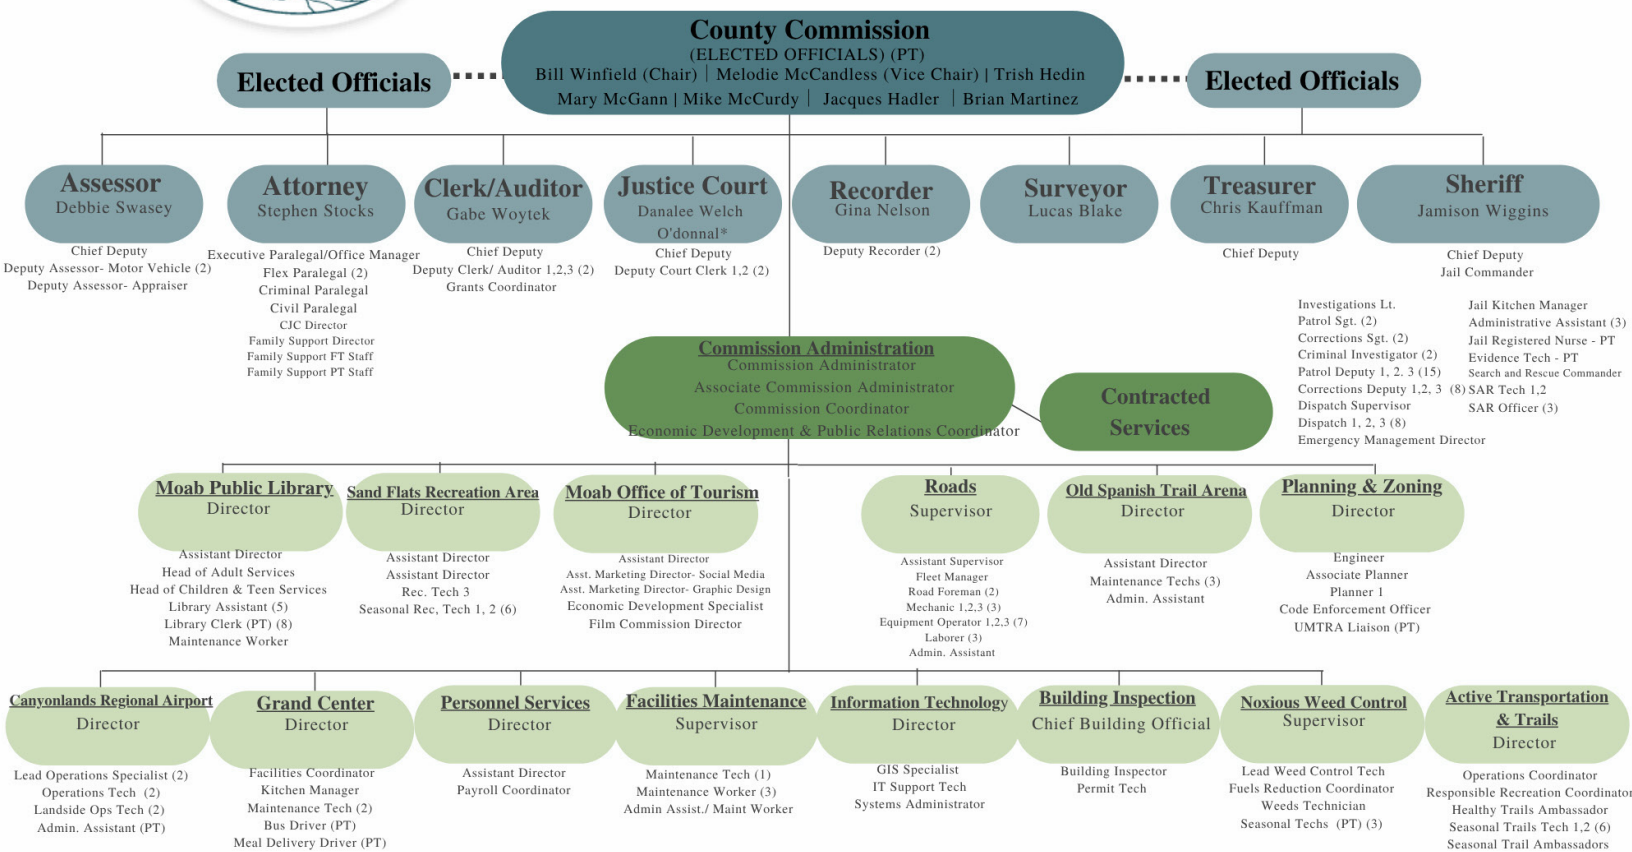 County Commission
(ELECTED OFFICIALS) (PT)
Bill Winfield (Chair) | Melodie McCandless (Vice Chair) | Trish Hedin
Mary McGann | Mike McCurdy | Jacques Hadler | Brian Martinez
Elected Officials
Elected Officials
Assessor
Debbie Swasey
Chief Deputy
Deputy Assessor- Motor Vehicle (2)
Deputy Assessor- Appraiser
Attorney
Stephen Stocks
Executive Paralegal/Office Manager
Flex Paralegal (2)
Criminal Paralegal
Civil Paralegal
CJC Director
Family Support Director
Family Support FT Staff
Family Support PT Staff
Clerk/Auditor
Gabe Woytek
Chief Deputy
Deputy Clerk/ Auditor 1,2,3 (2)
Grants Coordinator
Justice Court
Danalee Welch
O'donnal*
Chief Deputy
Deputy Court Clerk 1,2 (2)
Recorder
Gina Nelson
Deputy Recorder (2)
Surveyor
Lucas Blake
Treasurer
Chris Kauffman
Chief Deputy
Sheriff
Jamison Wiggins
Chief Deputy
Jail Commander
Investigations Lt.
Patrol Sgt. (2)
Corrections Sgt. (2)
Criminal Investigator (2)
Patrol Deputy 1, 2. 3 (15)
Corrections Deputy 1,2, 3 (8)
Dispatch Supervisor
Dispatch 1, 2, 3 (8)
Emergency Management Director
Jail Kitchen Manager
Administrative Assistant (3)
Jail Registered Nurse - PT
Evidence Tech - PT
Search and Rescue Commander
SAR Tech 1,2
SAR Officer (3)
Commission Administration
Commission Administrator
Associate Commission Administrator
Commission Coordinator
Economic Development & Public Relations Coordinator
Contracted
Services
Moab Public Library
Director
Assistant Director
Head of Adult Services
Head of Children & Teen Services
Library Assistant (5)
Library Clerk (PT) (8)
Maintenance Worker
Sand Flats Recreation Area
Director
Assistant Director
Assistant Director
Rec. Tech 3
Seasonal Rec, Tech 1, 2 (6)
Moab Office of Tourism
Director
Assistant Director
Asst. Marketing Director- Social Media
Asst. Marketing Director- Graphic Design
Economic Development Specialist
Film Commission Director
Roads
Supervisor
Assistant Supervisor
Fleet Manager
Road Foreman (2)
Mechanic 1,2,3 (3)
Equipment Operator 1,2,3 (7)
Laborer (3)
Admin. Assistant
Old Spanish Trail Arena
Director
Assistant Director
Maintenance Techs (3)
Admin. Assistant
Planning & Zoning
Director
Engineer
Associate Planner
Planner 1
Code Enforcement Officer
UMTRA Liaison (PT)
Canyonlands Regional Airport
Director
Lead Operations Specialist (2)
Operations Tech (2)
Landside Ops Tech (2)
Admin. Assistant (PT)
Grand Center
Director
Facilities Coordinator
Kitchen Manager
Maintenance Tech (2)
Bus Driver (PT)
Meal Delivery Driver (PT)
Personnel Services
Director
Assistant Director
Payroll Coordinator
Facilities Maintenance
Supervisor
Maintenance Tech (1)
Maintenance Worker (3)
Admin Assist./ Maint Worker
Information Technology
Director
GIS Specialist
IT Support Tech
Systems Administrator
Building Inspection
Chief Building Official
Building Inspector
Permit Tech
Noxious Weed Control
Supervisor
Lead Weed Control Tech
Fuels Reduction Coordinator
Weeds Technician
Seasonal Techs (PT) (3)
Active Transportation
& Trails
Director
Operations Coordinator
Responsible Recreation Coordinator
Healthy Trails Ambassador
Seasonal Trails Tech 1,2 (6)
Seasonal Trail Ambassadors